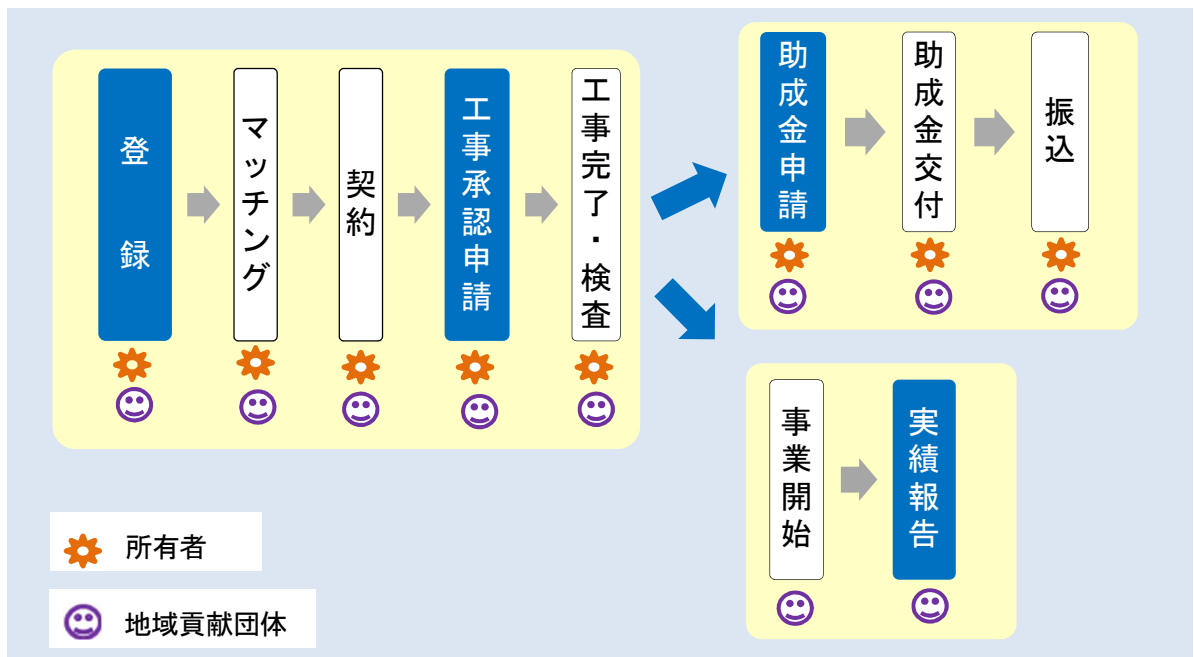 登録
マッチング
契約
工事承認申請
工事完了・検査
助成金申請
助成金交付
振込
事業開始
実績報告
所有者
地域貢献団体